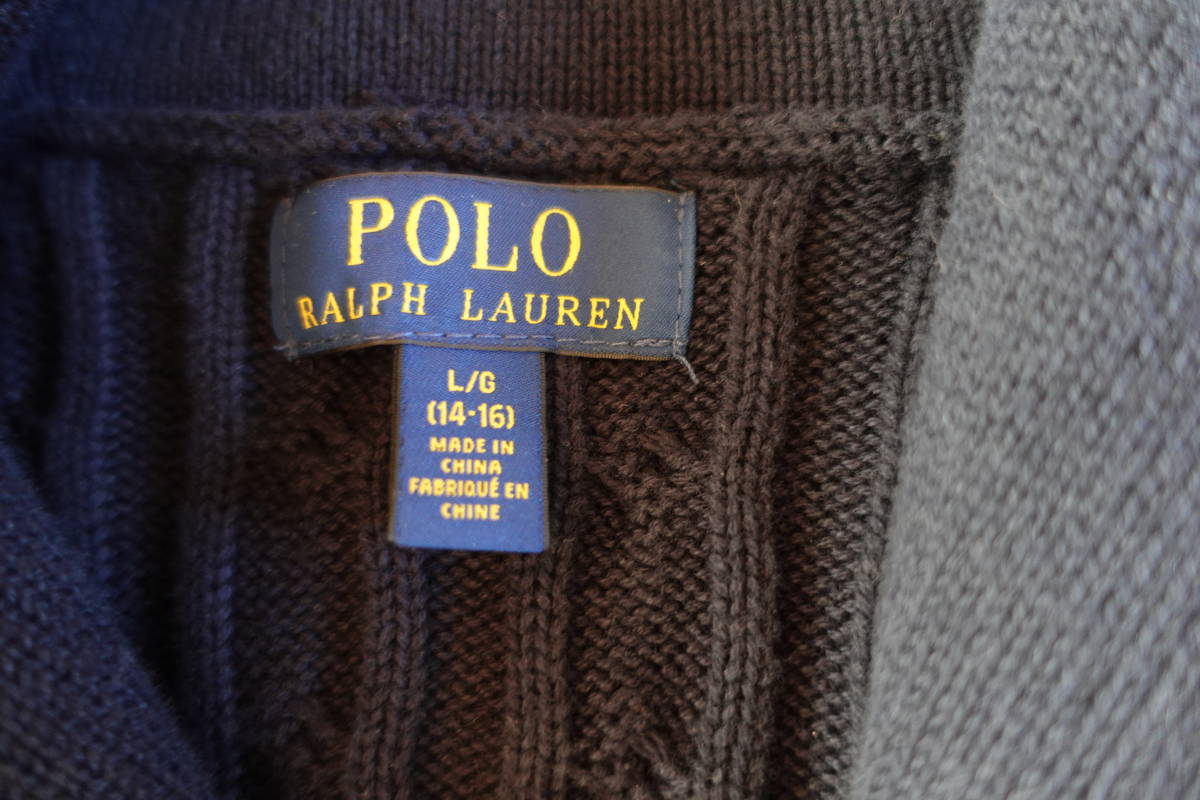 POLO
RALPH LAUREN
L/G
(14-16)
MADE IN
CHINA
FABRIQUÉ EN
CHINE